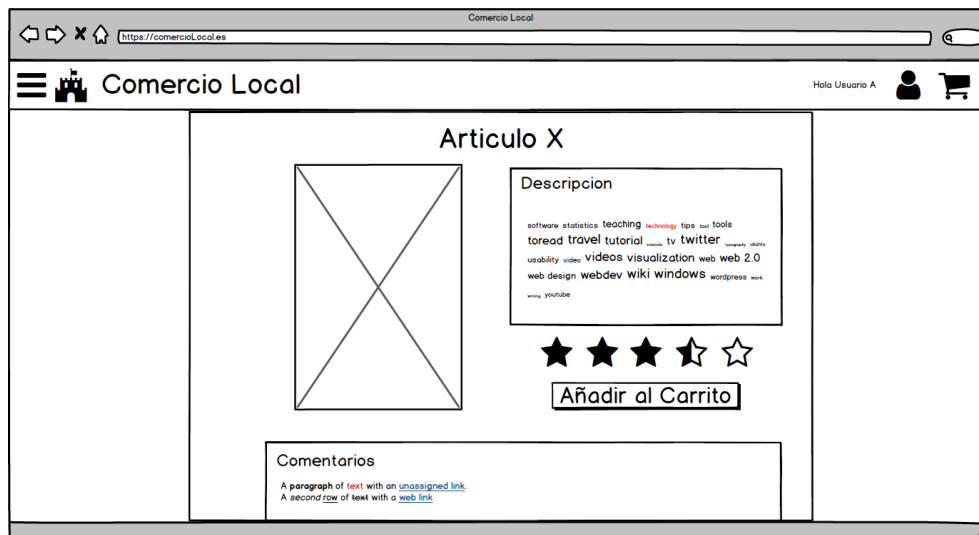 Comercio Local
https://comercioLocal.es
Comercio Local
Hola Usuario A
Articulo X
Descripcion
software statistics teaching technology tips tool tools
toread travel tutorial tutorials tv twitter typography ubuntu
usability video videos visualization web web 2.0
web design webdev wiki windows wordpress work
writing youtube
Añadir al Carrito
Comentarios
A paragraph of text with an unassigned link.
A second row of text with a web link